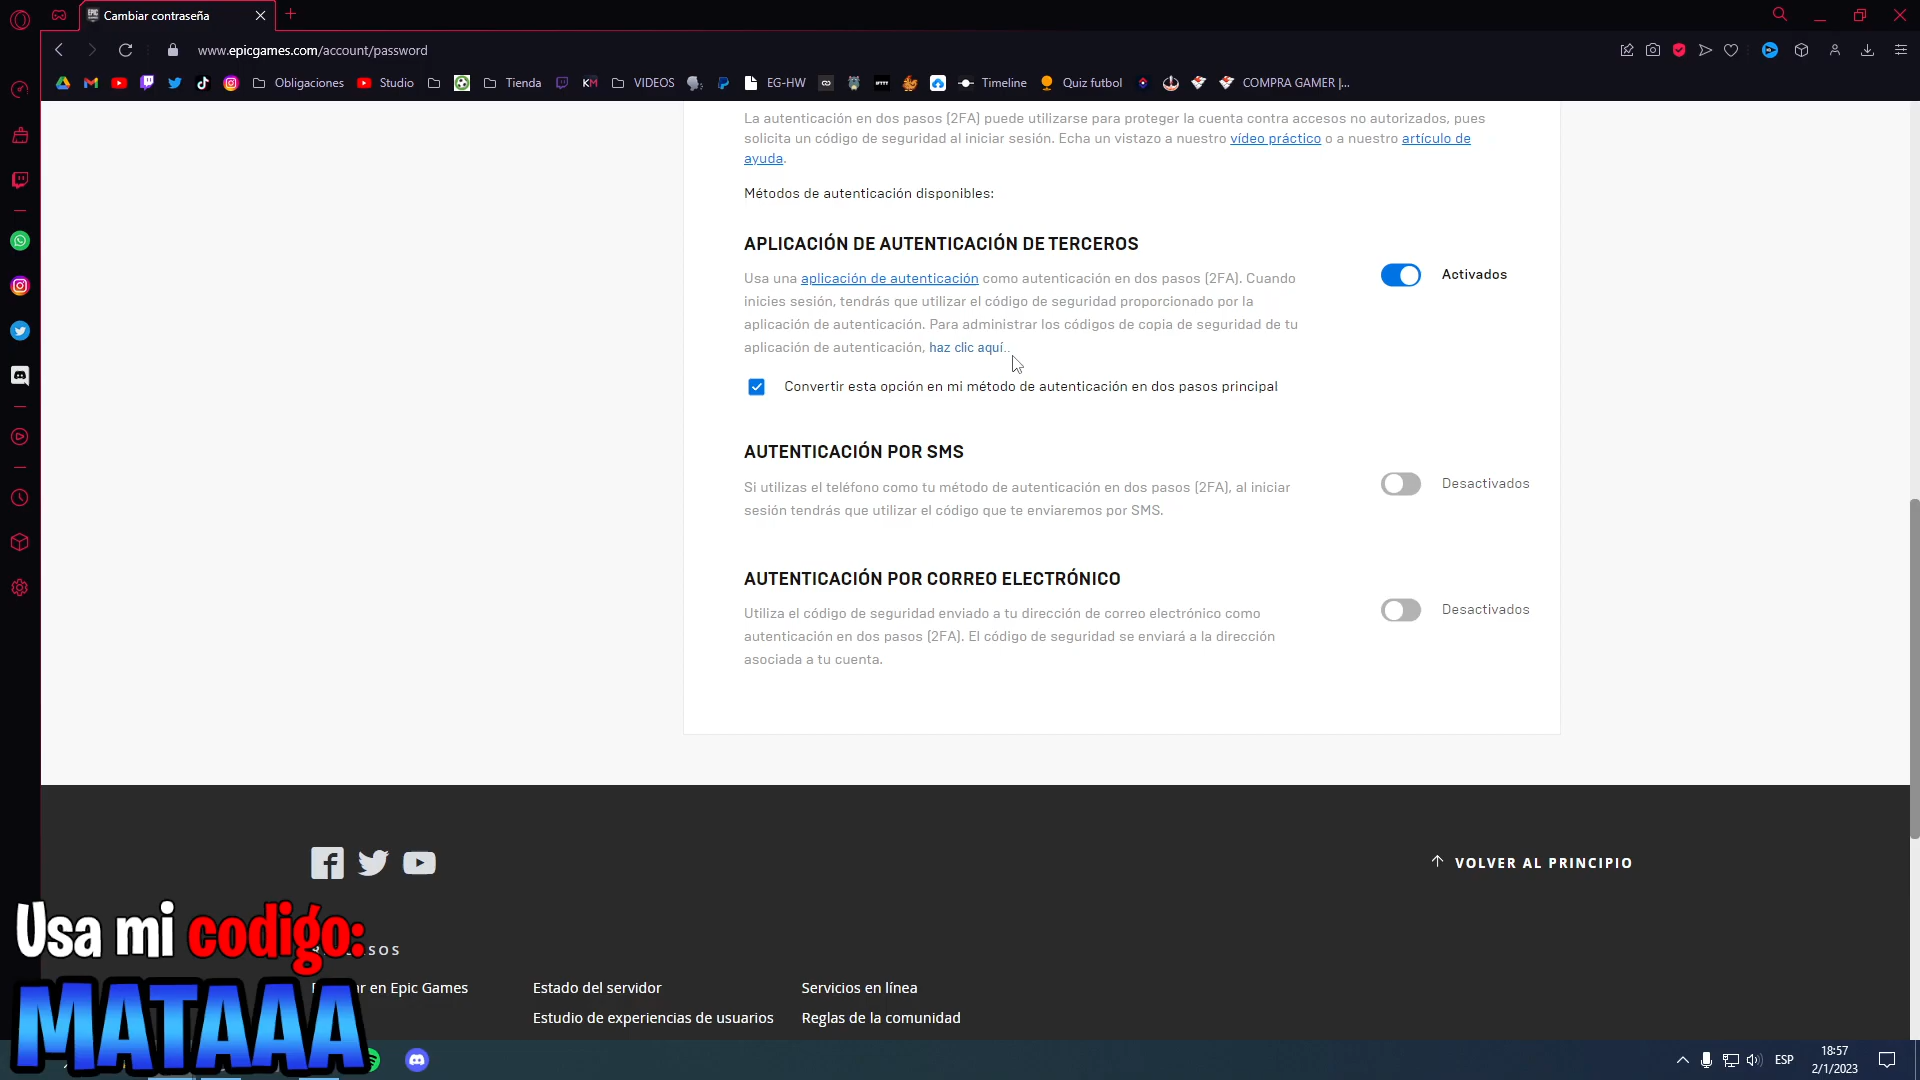 Cambiar contraseña
www.epicgames.com/account/password
Obligaciones
Studio
Tienda
KM
VIDEOS
EG-HW
Timeline
Quiz futbol
COMPRA GAMER |...
La autenticación en dos pasos (2FA) puede utilizarse para proteger la cuenta contra accesos no autorizados, pues
solicita un código de seguridad al iniciar sesión. Echa un vistazo a nuestro vídeo práctico o a nuestro artículo de
ayuda.
Métodos de autenticación disponibles:
APLICACIÓN DE AUTENTICACIÓN DE TERCEROS
Usa una aplicación de autenticación como autenticación en dos pasos (2FA). Cuando
inicies sesión, tendrás que utilizar el código de seguridad proporcionado por la
aplicación de autenticación. Para administrar los códigos de copia de seguridad de tu
aplicación de autenticación, haz clic aquí..
Activados
Convertir esta opción en mi método de autenticación en dos pasos principal
AUTENTICACIÓN POR SMS
Si utilizas el teléfono como tu método de autenticación en dos pasos (2FA), al iniciar
sesión tendrás que utilizar el código que te enviaremos por SMS.
Desactivados
AUTENTICACIÓN POR CORREO ELECTRÓNICO
Utiliza el código de seguridad enviado a tu dirección de correo electrónico como
autenticación en dos pasos (2FA). El código de seguridad se enviará a la dirección
asociada a tu cuenta.
Desactivados
VOLVER AL PRINCIPIO
Usa mi codigo:
MATAAA
en Epic Games
Estado del servidor
Servicios en línea
Estudio de experiencias de usuarios
Reglas de la comunidad
ESP
18:57
2/1/2023